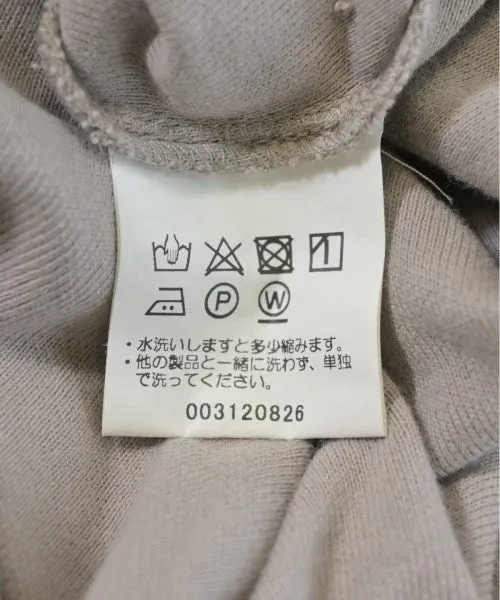 P W
・水洗いしますと多少縮みます。
・他の製品と一緒に洗わず、単独
で洗ってください。
003120826